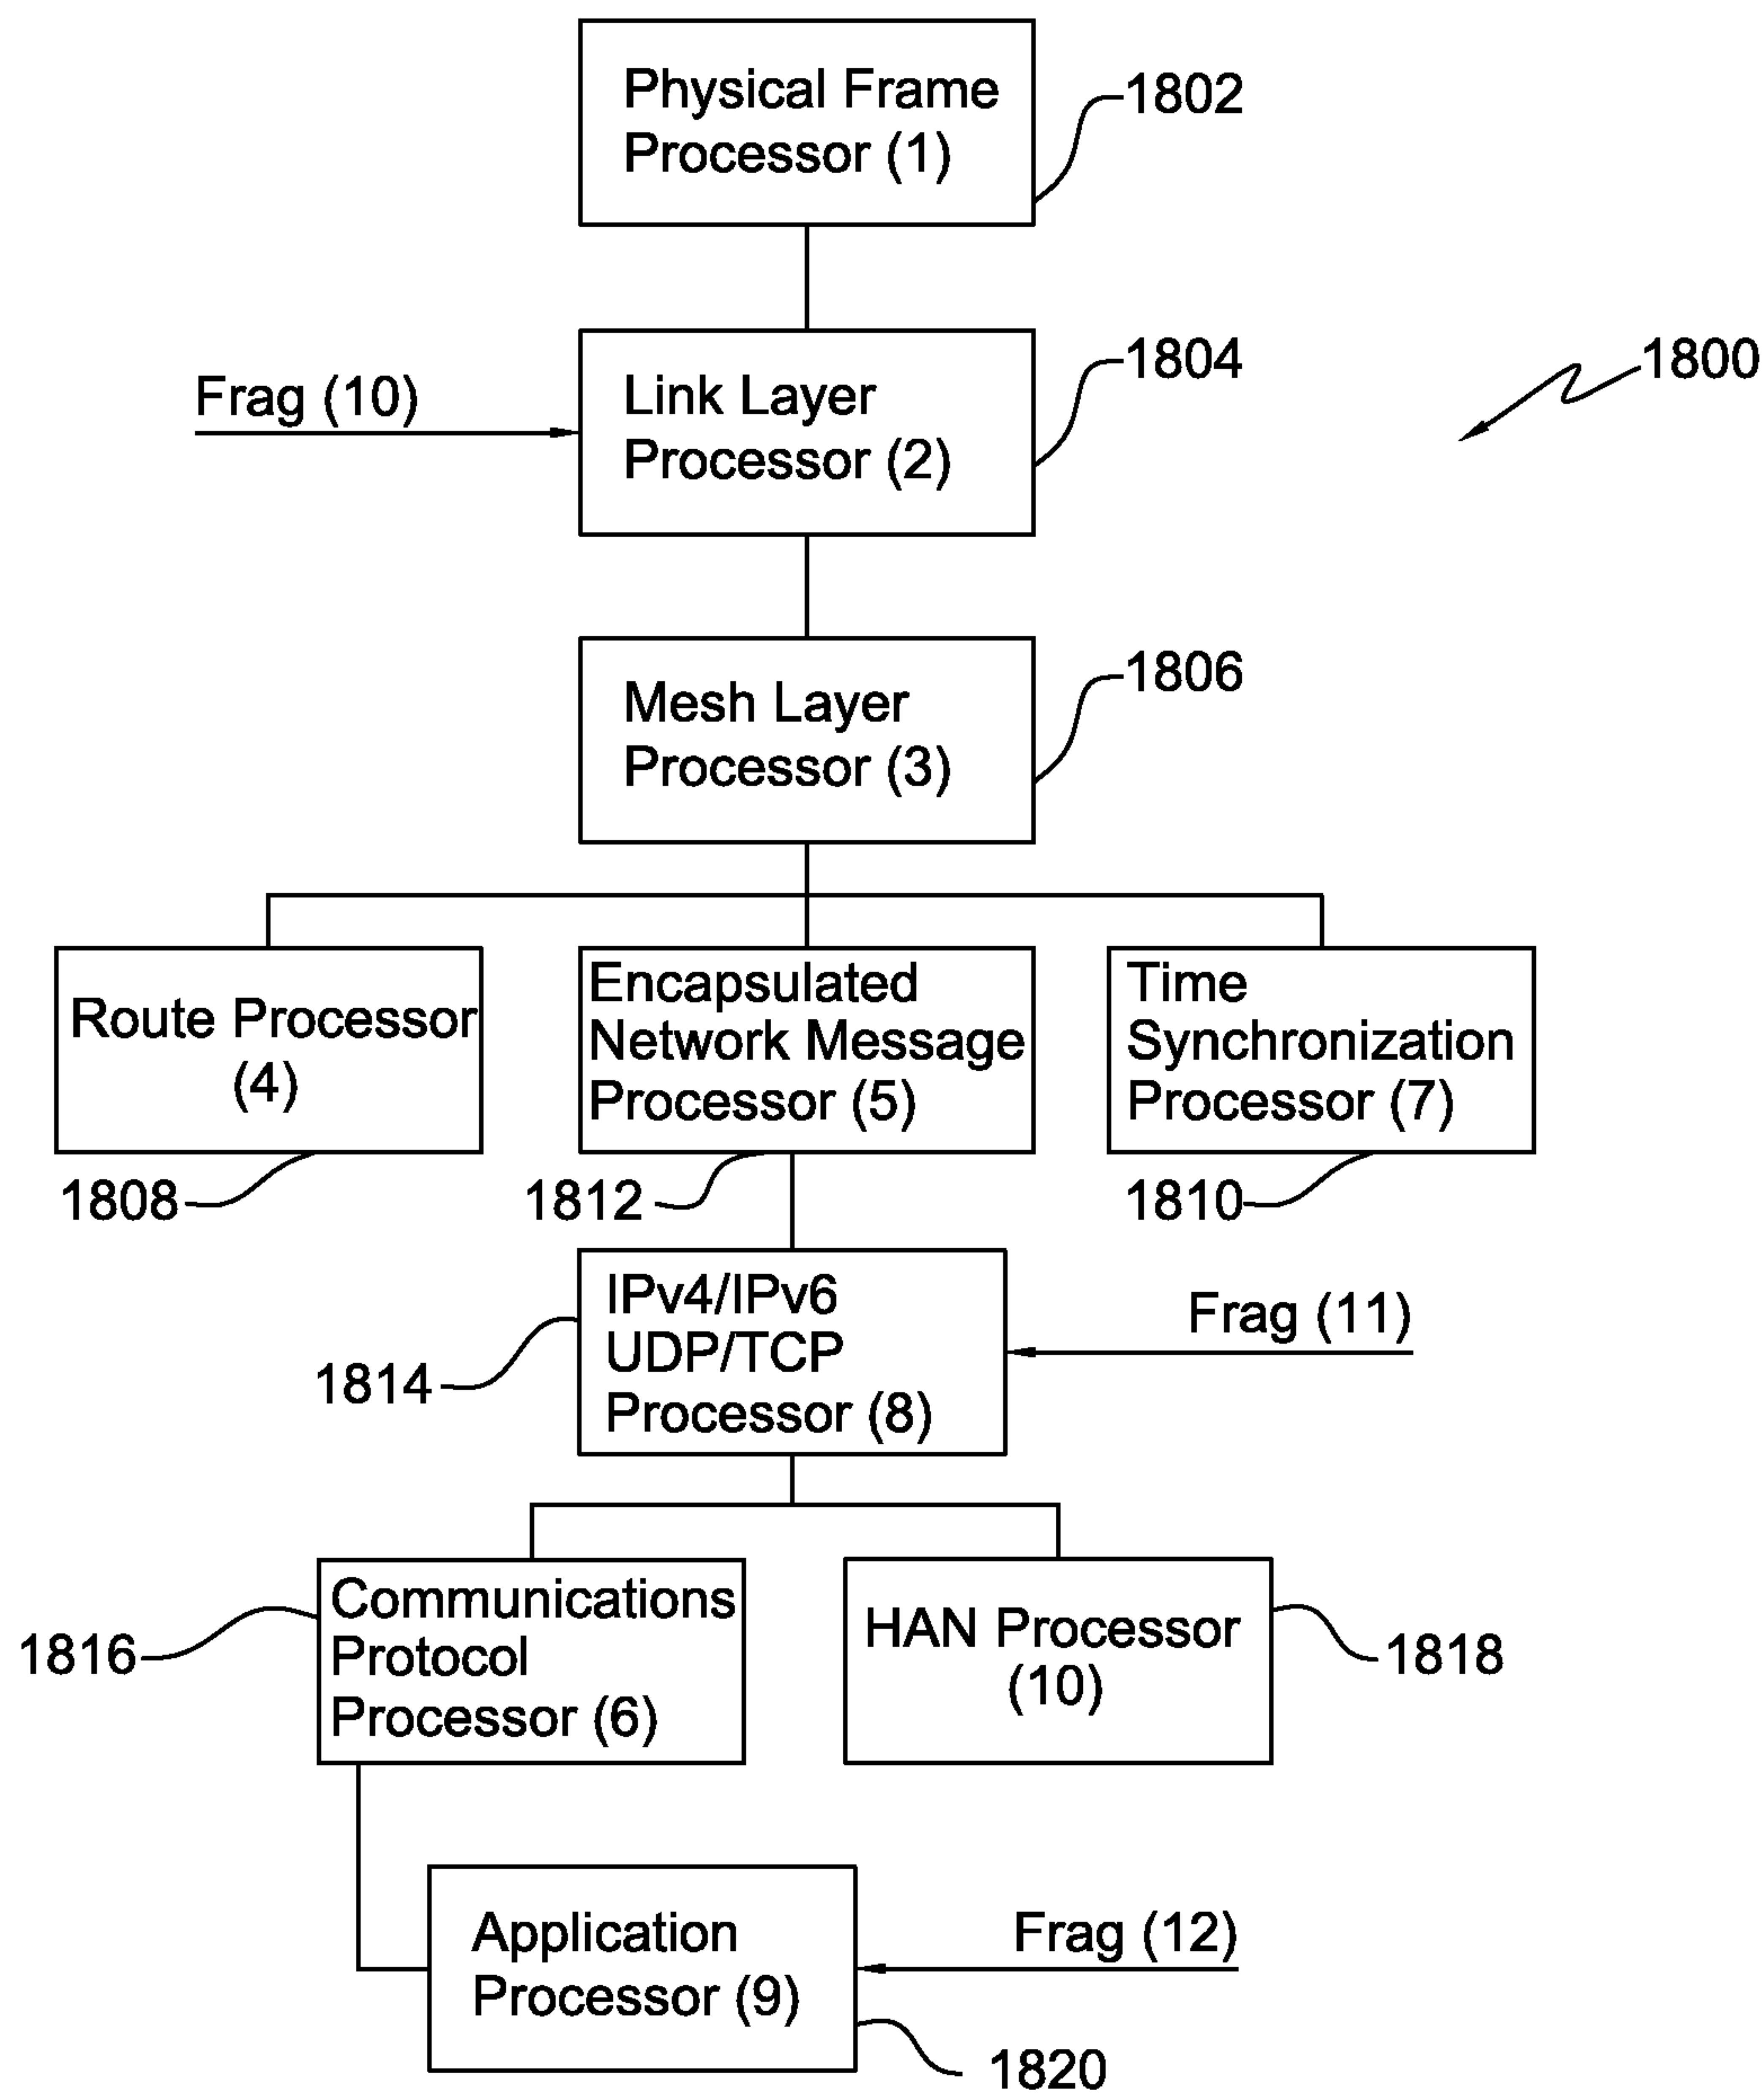 Physical Frame
Processor (1)
1802
Frag (10)
Link Layer
Processor (2)
1804
1800
Mesh Layer
Processor (3)
1806
Route Processor
(4)
1808
Encapsulated
Network Message
Processor (5)
1812
Time
Synchronization
Processor (7)
1810
IPv4/IPv6
UDP/TCP
Processor (8)
1814
Frag (11)
Communications
Protocol
Processor (6)
1816
HAN Processor
(10)
1818
Application
Processor (9)
Frag (12)
1820